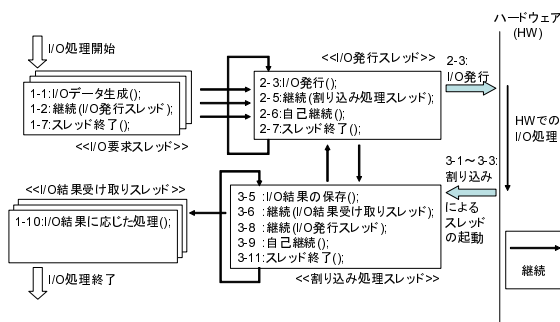 ハードウェア
(HW)
I/O処理開始
<<I/O発行スレッド>>
2-3:
I/O発行
1-1:I/Oデータ生成();
1-2:継続(I/O発行スレッド);
1-7:スレッド終了();
<<I/O要求スレッド>>
2-3:I/O発行();
2-5:継続(割り込み処理スレッド);
2-6:自己継続();
2-7:スレッド終了();
HWでの
I/O処理
3-1～3-3:
割り込み
による
スレッド
の起動
<<I/O結果受け取りスレッド>>
1-10:I/O結果に応じた処理();
3-5 :I/O結果の保存();
3-6 :継続(I/O結果受け取りスレッド);
3-8 :継続(I/O発行スレッド);
3-9 :自己継続();
3-11:スレッド終了();
<<割り込み処理スレッド>>
I/O処理終了
継続